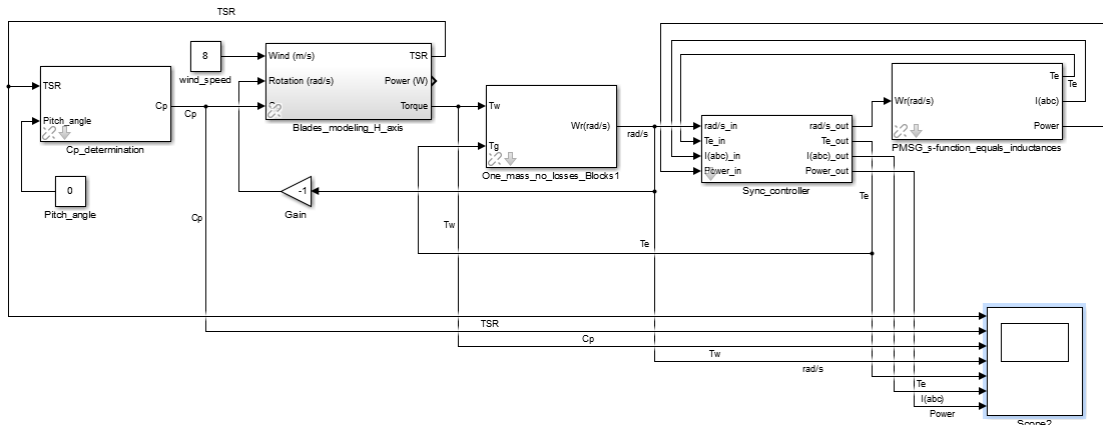 TSR
8
wind_speed
Wind (m/s)
Rotation (rad/s)
TSR
Power (W)
Torque
Blades_modeling_H_axis
TSR
Pitch_angle
Cp
Cp_determination
Cp
0
Pitch_angle
-1
Gain
Tw
Tg
Wr(rad/s)
One_mass_no_losses_Blocks1
rad/s
rad/s_in
Te_in
I(abc)_in
Power_in
rad/s_out
Te_out
I(abc)_out
Power_out
Sync_controller
Wr(rad/s)
Te
I(abc)
Power
Te
PMSG_s-function_equals_inductances
Te
Cp
Tw
Te
TSR
Cp
Tw
rad/s
Te
I(abc)
Power
Scope2